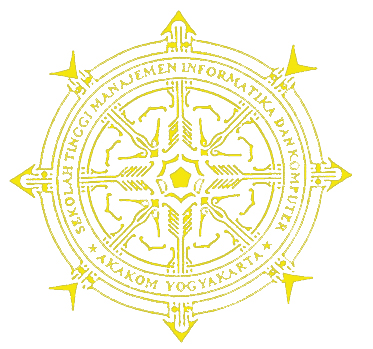 SEKOLAH TINGGI MANAJEMEN INFORMATIKA DAN KOMPUTER
AKAKOM YOGYAKARTA